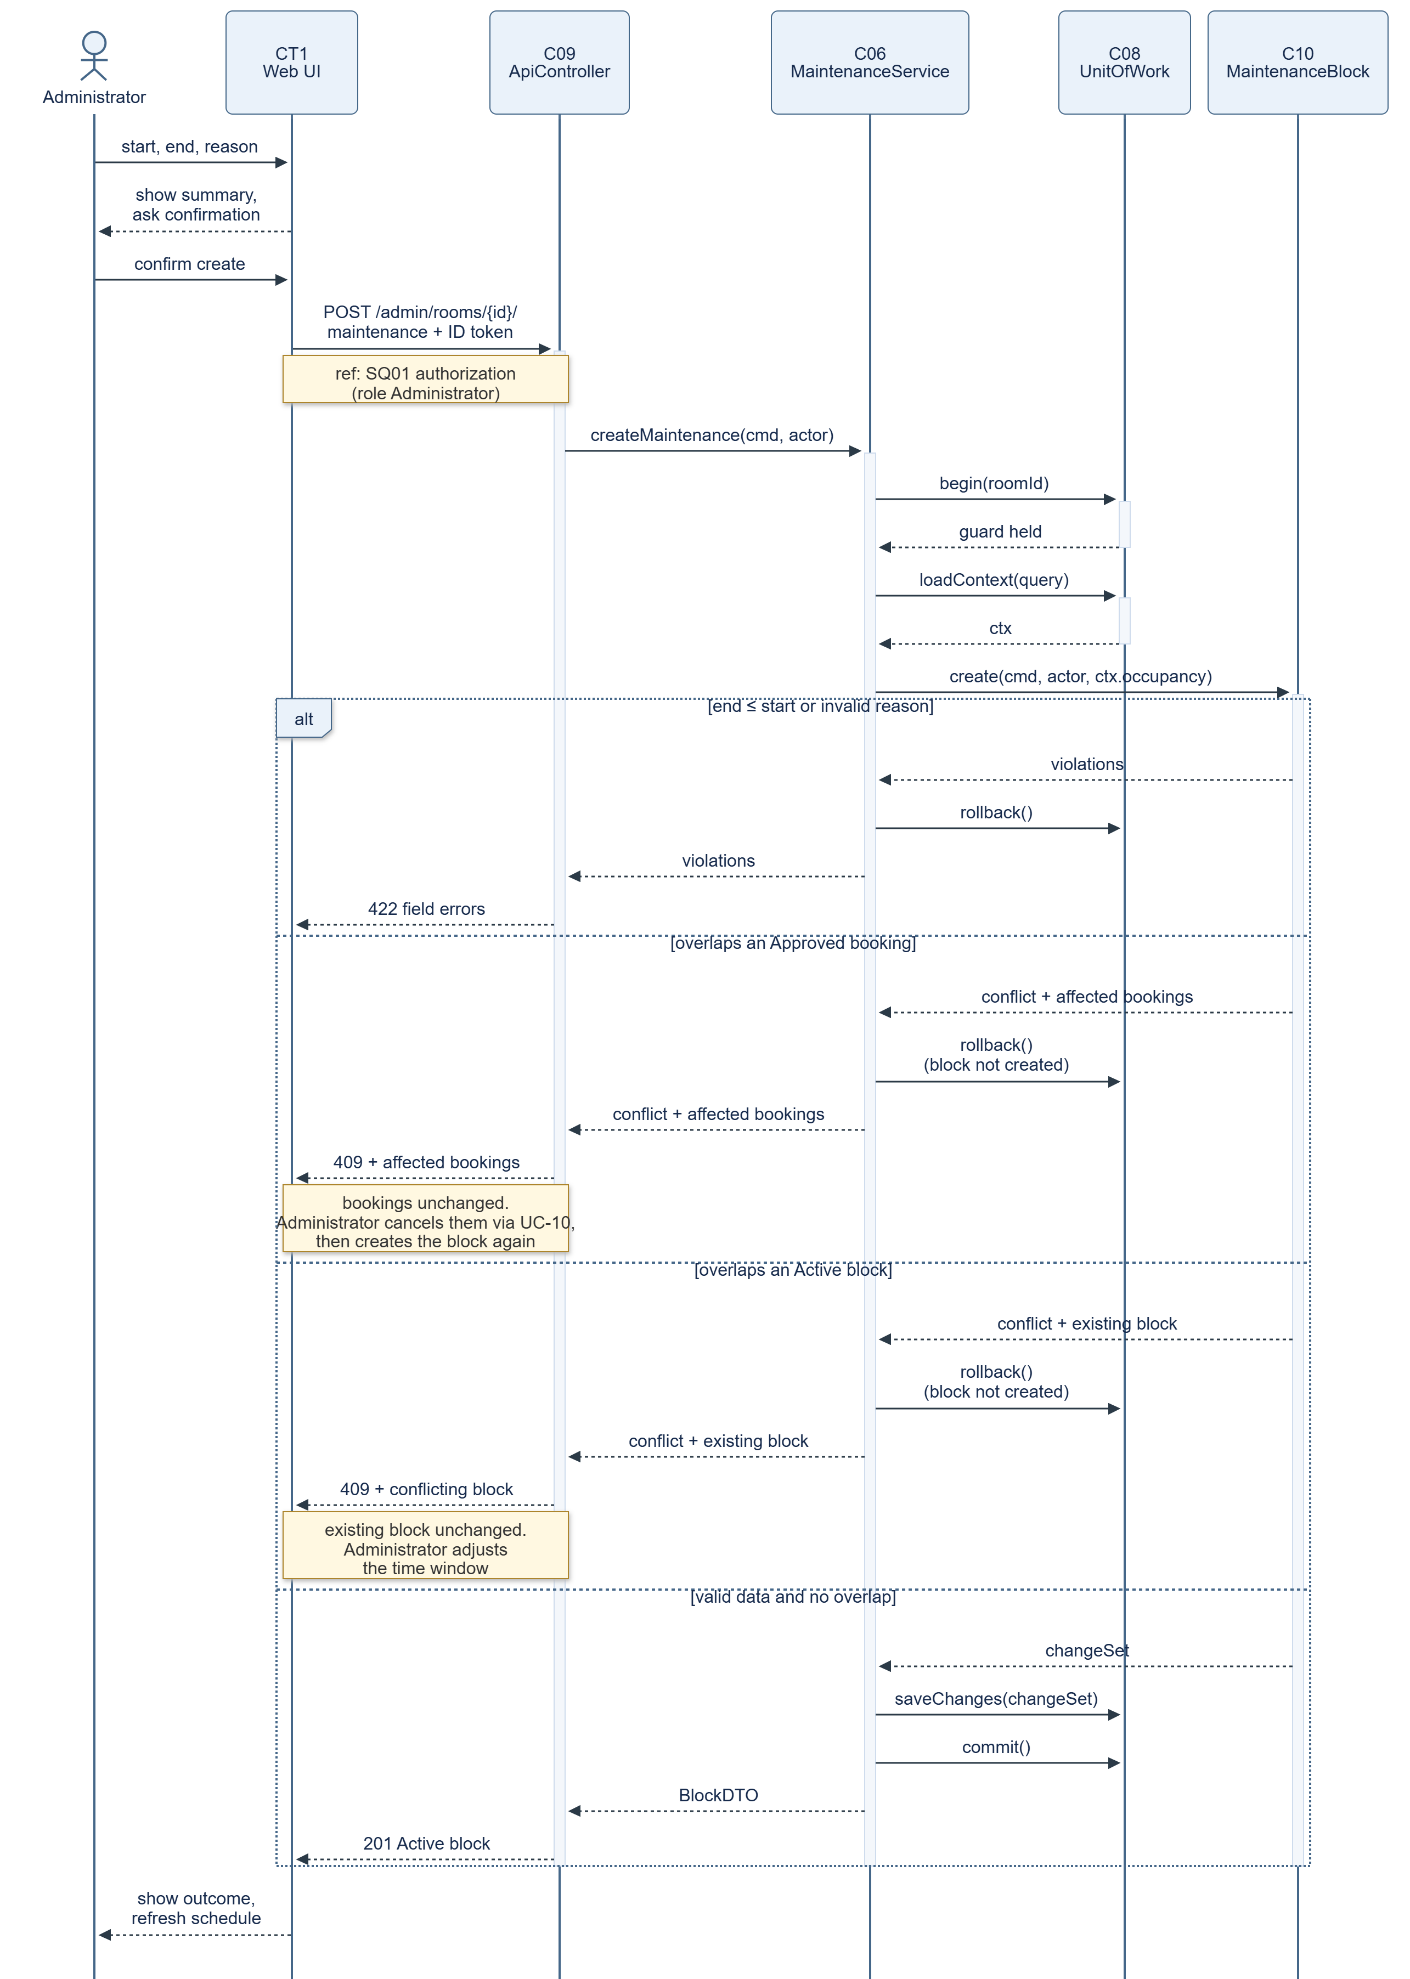 Administrator
CT1
Web UI
C09
ApiController
C06
MaintenanceService
C08
UnitOfWork
C10
MaintenanceBlock
start, end, reason
show summary,
ask confirmation
confirm create
POST /admin/rooms/{id}/
maintenance + ID token
ref: SQ01 authorization
(role Administrator)
createMaintenance(cmd, actor)
begin(roomId)
guard held
loadContext(query)
ctx
create(cmd, actor, ctx.occupancy)
alt
[end ≤ start or invalid reason]
violations
rollback()
violations
422 field errors
[overlaps an Approved booking]
conflict + affected bookings
rollback()
(block not created)
conflict + affected bookings
409 + affected bookings
bookings unchanged.
Administrator cancels them via UC-10,
then creates the block again
[overlaps an Active block]
conflict + existing block
rollback()
(block not created)
conflict + existing block
409 + conflicting block
existing block unchanged.
Administrator adjusts
the time window
[valid data and no overlap]
changeSet
saveChanges(changeSet)
commit()
BlockDTO
201 Active block
show outcome,
refresh schedule